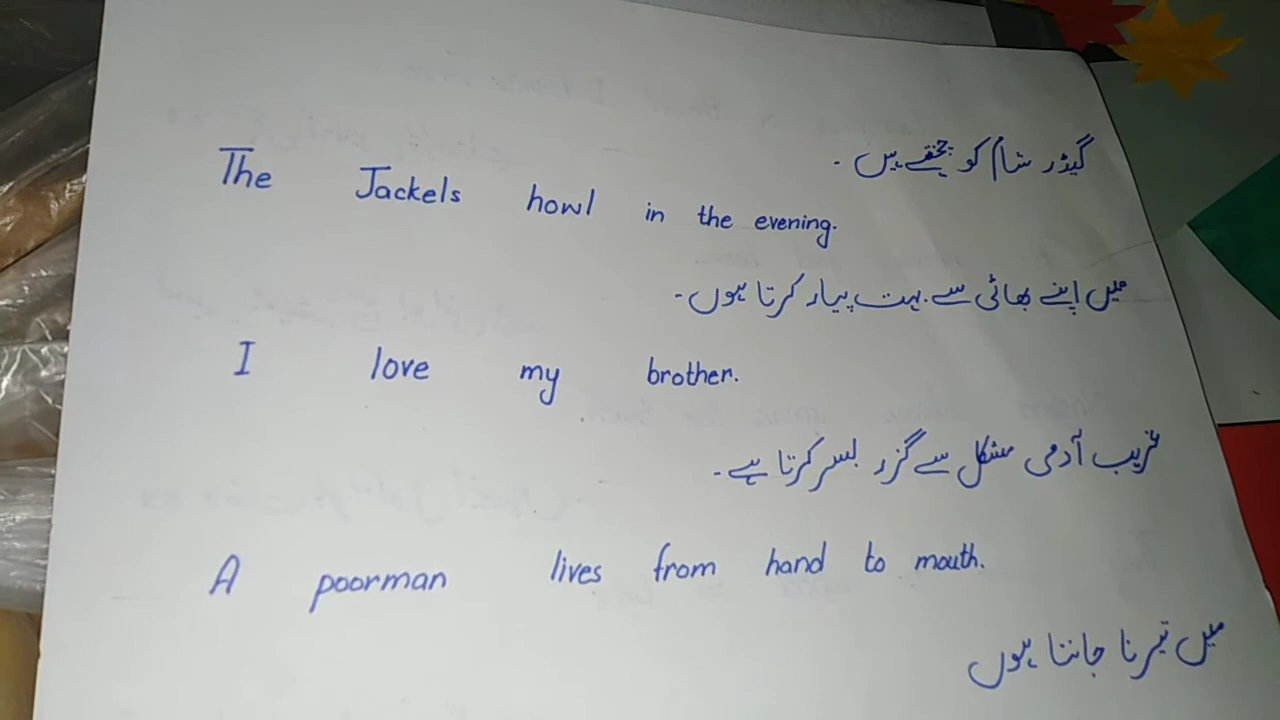 گیڈر شام کو چیختے ہیں۔
The Jackels howl in the evening.
میں اپنے بھائی سے بہت پیار کرتا ہوں۔
I love my brother.
غریب آدمی مشکل سے گزر بسر کرتا ہے۔
A poorman lives from hand to mouth.
میں تیرنا جانتا ہوں